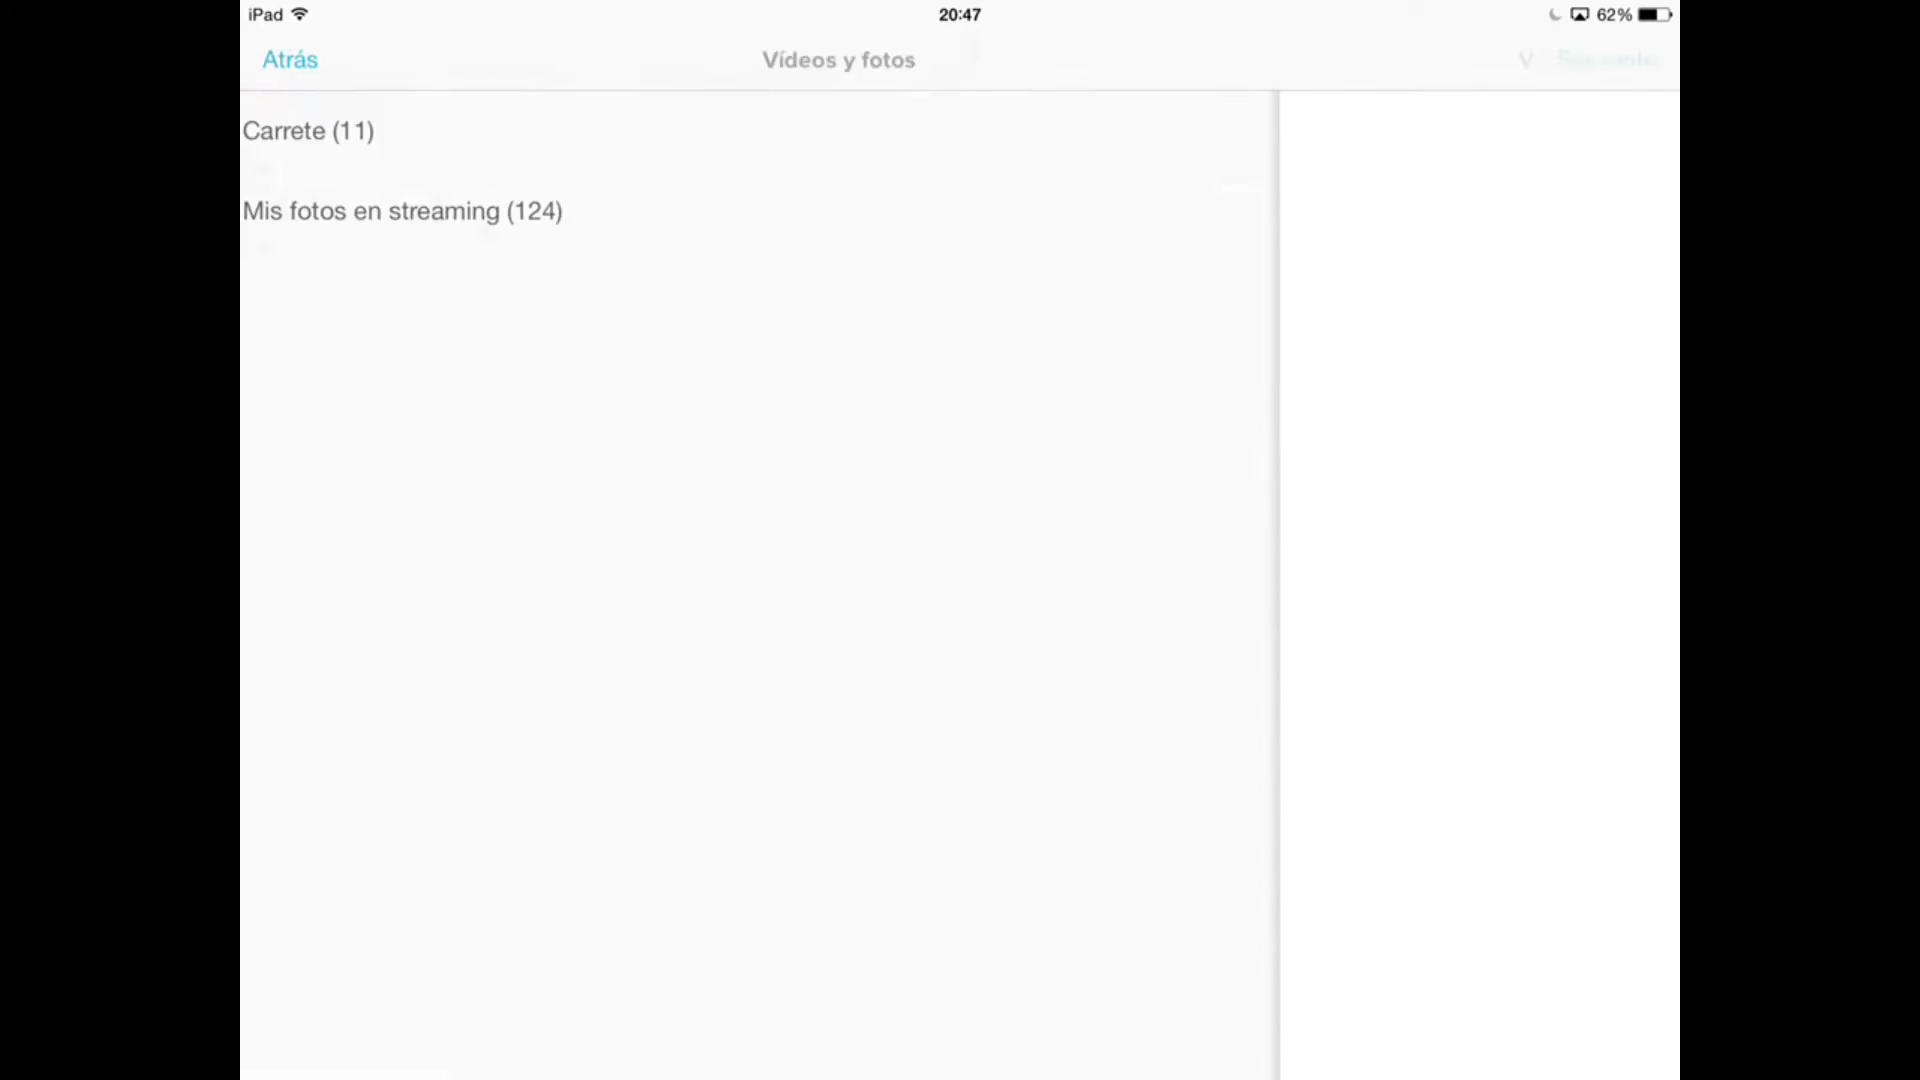 iPad 20:47 62%
Atrás Vídeos y fotos V
Carrete (11)
Mis fotos en streaming (124)